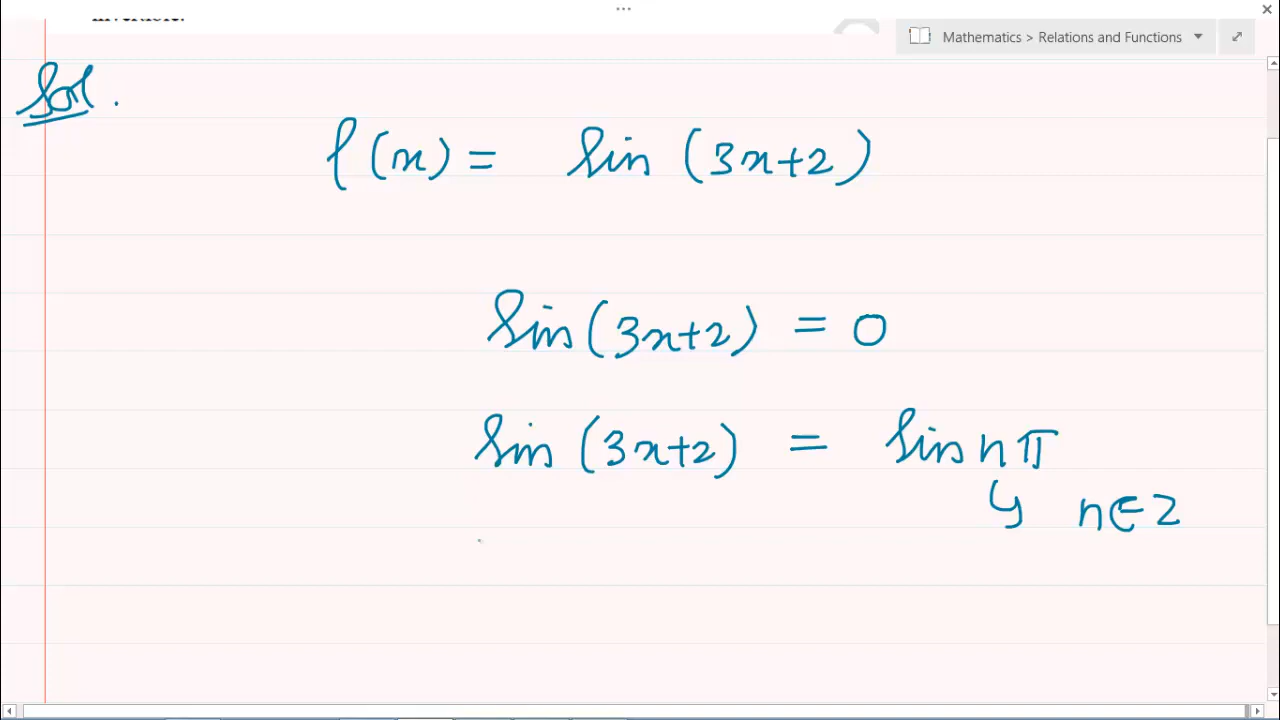 Mathematics > Relations and Functions
Sol.
f(x) = sin (3x+2)
sin(3x+2) = 0
sin (3x+2) = sin nπ
↳ n∈Z